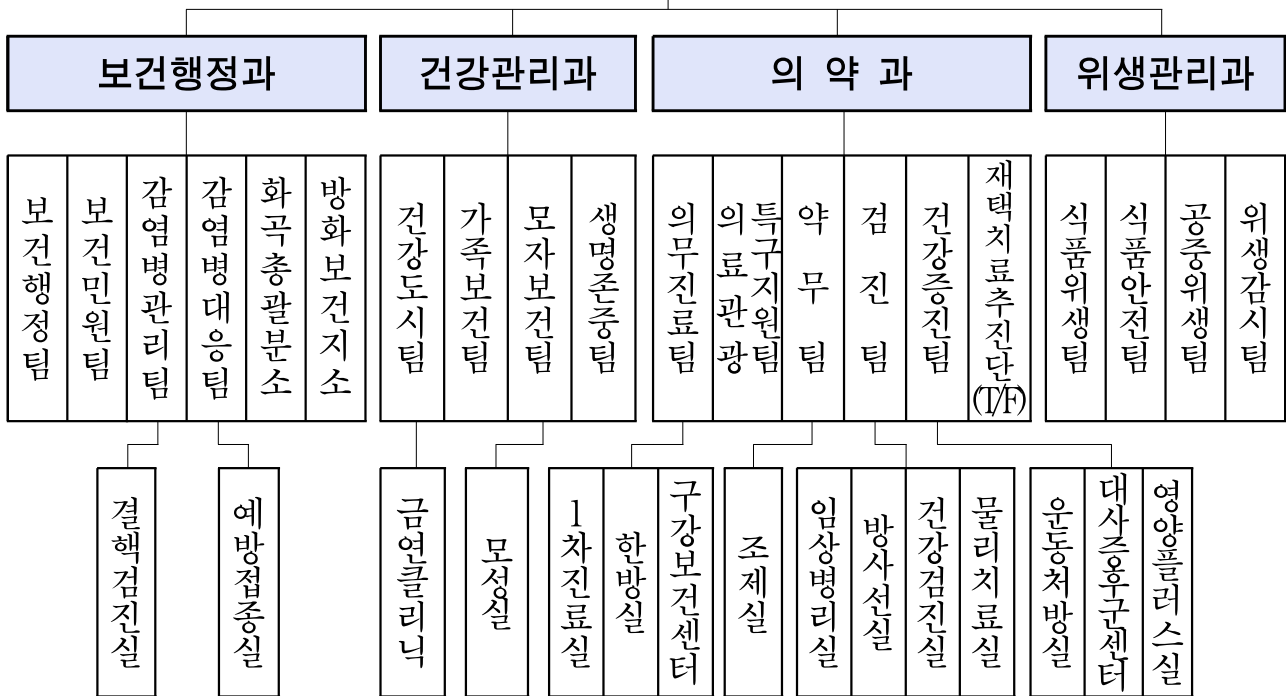 보건행정과
건강관리과
의 약 과
위생관리과
보건행정팀
보건민원팀
감염병관리팀
감염병대응팀
화곡총괄분소
방화보건지소
건강도시팀
가족보건팀
모자보건팀
생명존중팀
의무진료팀
의료관광
특구지원팀
약 무 팀
검 진 팀
건강증진팀
재택치료추진단(T/F)
식품위생팀
식품안전팀
공중위생팀
위생감시팀
결핵검진실
예방접종실
금연클리닉
모성실
1차진료실
한방실
구강보건센터
조제실
임상병리실
방사선실
건강검진실
물리치료실
운동처방실
대사증후군센터
영양플러스실